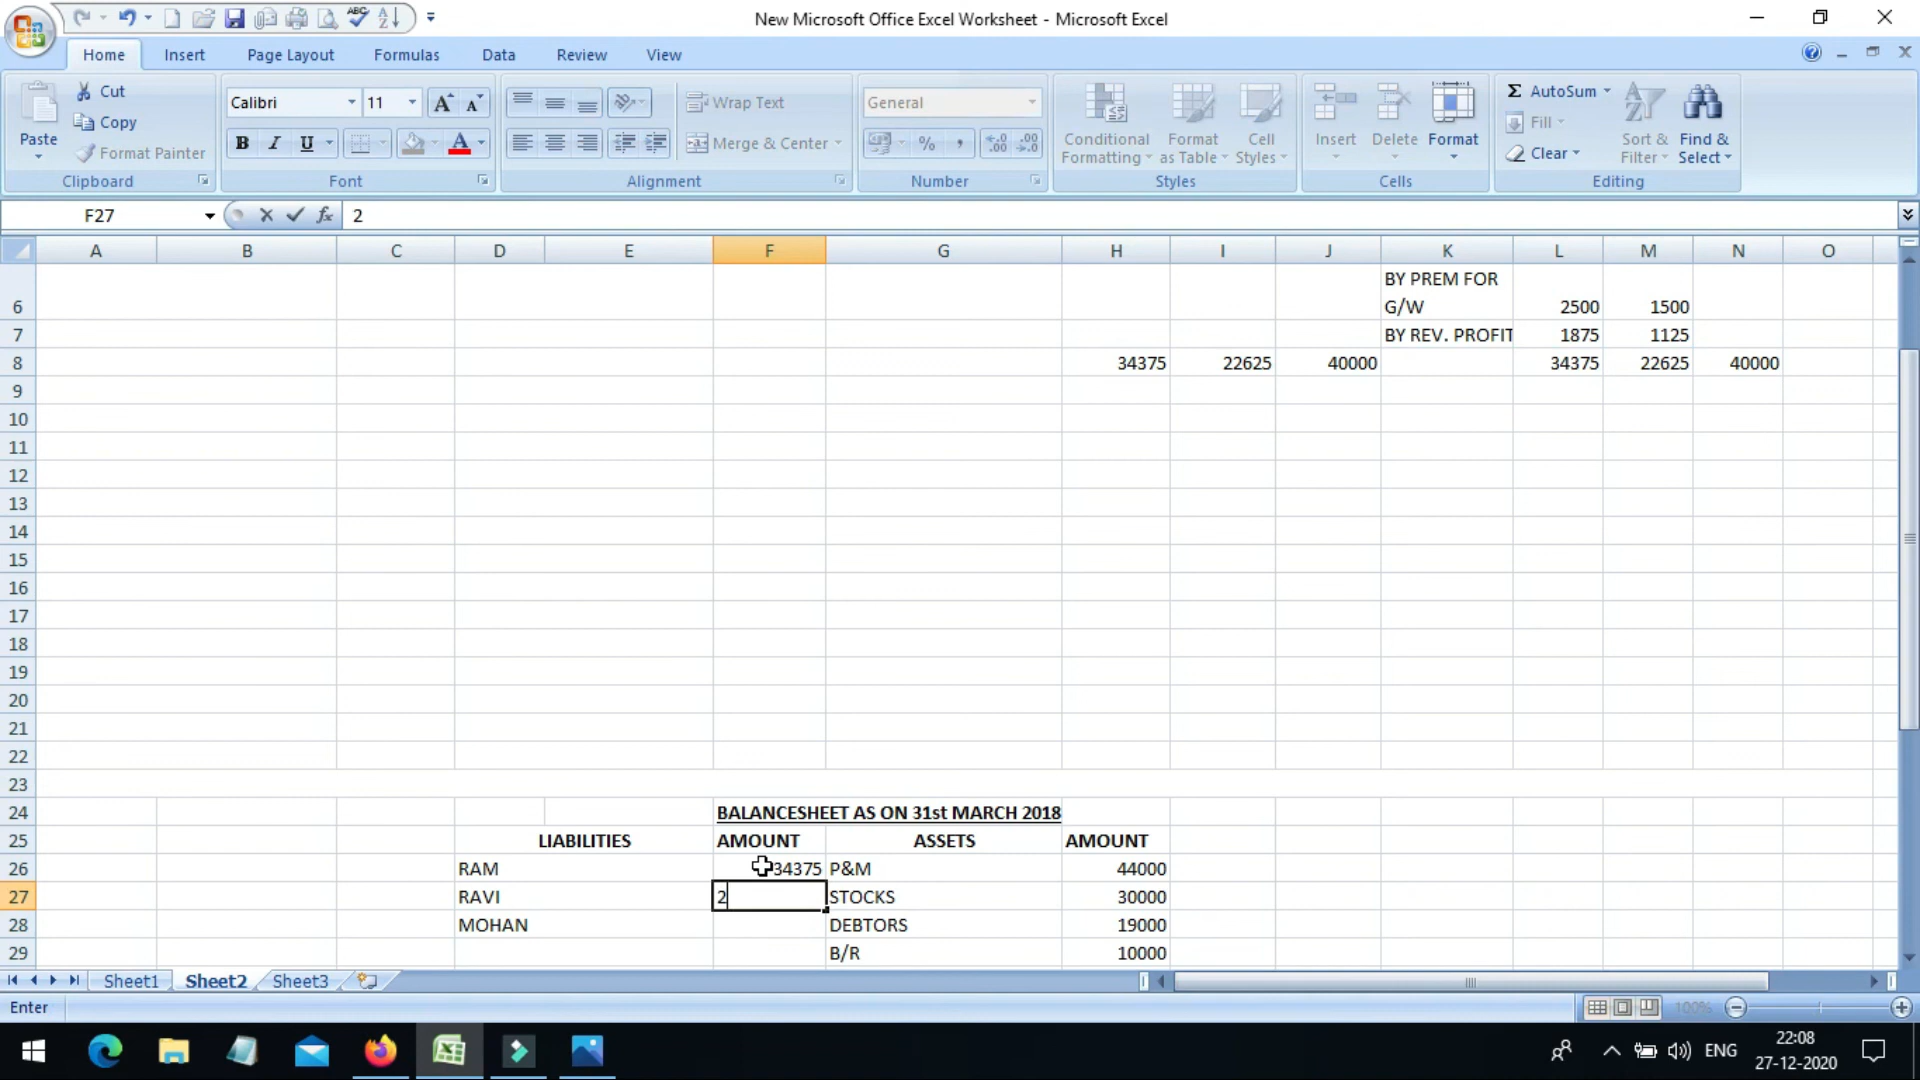 New Microsoft Office Excel Worksheet - Microsoft Excel
Home Insert Page Layout Formulas Data Review View
Paste
Cut
Copy
Format Painter
Clipboard
Calibri 11
B I U
Font
Wrap Text
Merge & Center
Alignment
General
% ,
Number
Conditional Formatting
Format as Table
Cell Styles
Styles
Insert Delete Format
Cells
Σ AutoSum
Fill
Clear
Sort & Filter
Find & Select
Editing
F27 fx 2
A B C D E F G H I J K L M N O
BY PREM FOR
6 G/W 2500 1500
7 BY REV. PROFIT 1875 1125
8 34375 22625 40000 34375 22625 40000
9
10
11
12
13
14
15
16
17
18
19
20
21
22
23
24 BALANCESHEET AS ON 31st MARCH 2018
25 LIABILITIES AMOUNT ASSETS AMOUNT
26 RAM 34375 P&M 44000
27 RAVI 2 STOCKS 30000
28 MOHAN DEBTORS 19000
29 B/R 10000
Sheet1 Sheet2 Sheet3
Enter 100%
ENG 22:08
27-12-2020